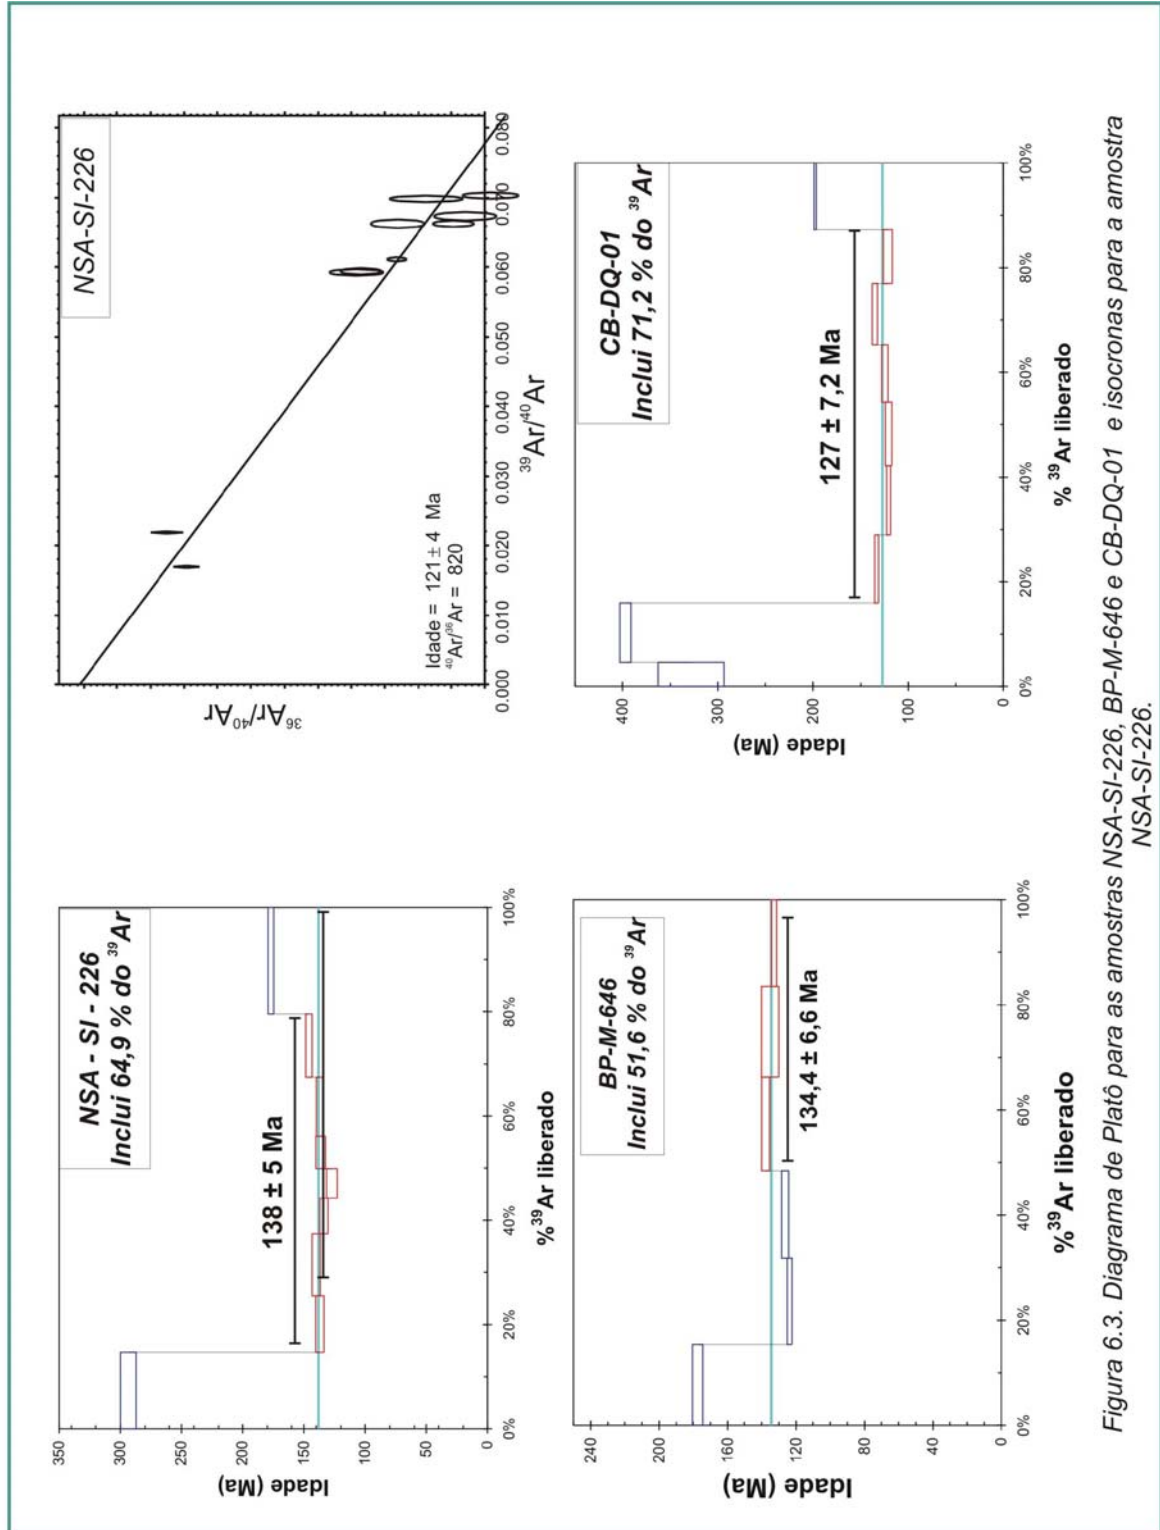 NSA - SI - 226
Inclui 64,9 % do ³⁹Ar
138 ± 5 Ma
Idade (Ma)
350
300
250
200
150
100
50
0
0%
20%
40%
60%
80%
100%
%³⁹Ar liberado
NSA-SI-226
³⁶Ar/⁴⁰Ar
Idade = 121± 4 Ma
⁴⁰Ar/³⁶Ar = 820
0.000
0.010
0.020
0.030
0.040
0.050
0.060
0.070
0.080
³⁹Ar/⁴⁰Ar
BP-M-646
Inclui 51,6 % do ³⁹Ar
134,4 ± 6,6 Ma
Idade (Ma)
240
200
160
120
80
40
0
0%
20%
40%
60%
80%
100%
%³⁹Ar liberado
CB-DQ-01
Inclui 71,2 % do ³⁹Ar
127 ± 7,2 Ma
Idade (Ma)
400
300
200
100
0
0%
20%
40%
60%
80%
100%
% ³⁹Ar liberado
Figura 6.3. Diagrama de Platô para as amostras NSA-SI-226, BP-M-646 e CB-DQ-01 e isocronas para a amostra
NSA-SI-226.